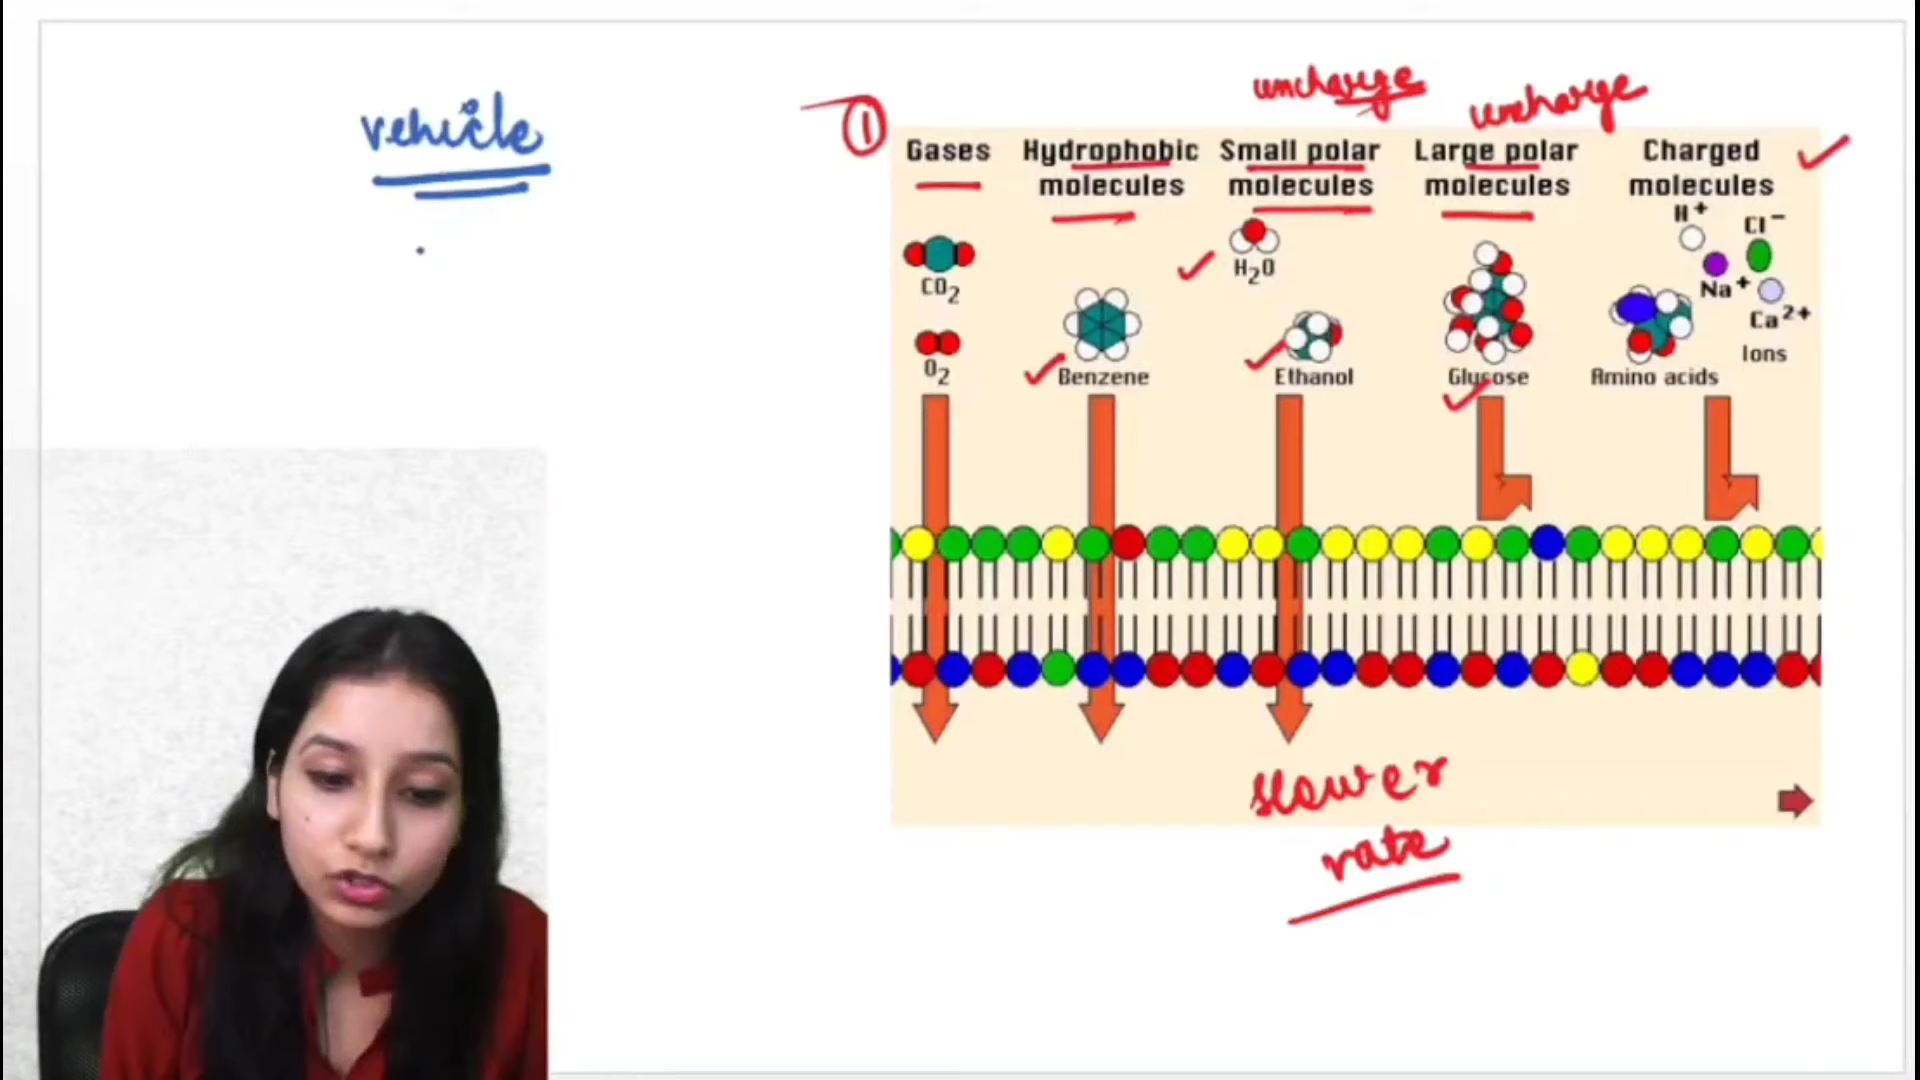 vehicle
①
uncharge
uncharge
Gases
Hydrophobic
molecules
Small polar
molecules
Large polar
molecules
Charged
molecules
CO2
O2
Benzene
H2O
Ethanol
Glucose
Amino acids
H+
Cl−
Na+
Ca2+
Ions
slower
rate